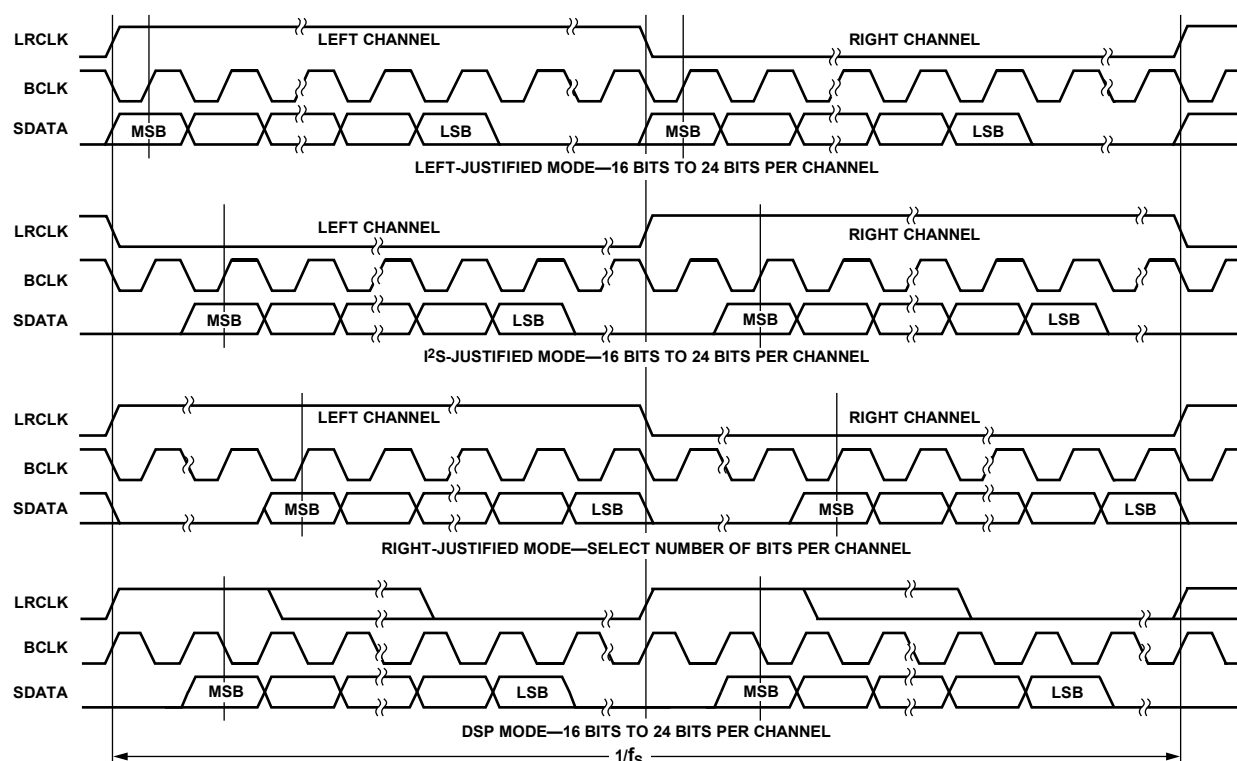 LRCLK LEFT CHANNEL RIGHT CHANNEL
BCLK
SDATA MSB LSB MSB LSB
LEFT-JUSTIFIED MODE—16 BITS TO 24 BITS PER CHANNEL
LRCLK LEFT CHANNEL RIGHT CHANNEL
BCLK
SDATA MSB LSB MSB LSB
I²S-JUSTIFIED MODE—16 BITS TO 24 BITS PER CHANNEL
LRCLK LEFT CHANNEL RIGHT CHANNEL
BCLK
SDATA MSB LSB MSB LSB
RIGHT-JUSTIFIED MODE—SELECT NUMBER OF BITS PER CHANNEL
LRCLK
BCLK
SDATA MSB LSB MSB LSB
DSP MODE—16 BITS TO 24 BITS PER CHANNEL
1/fS